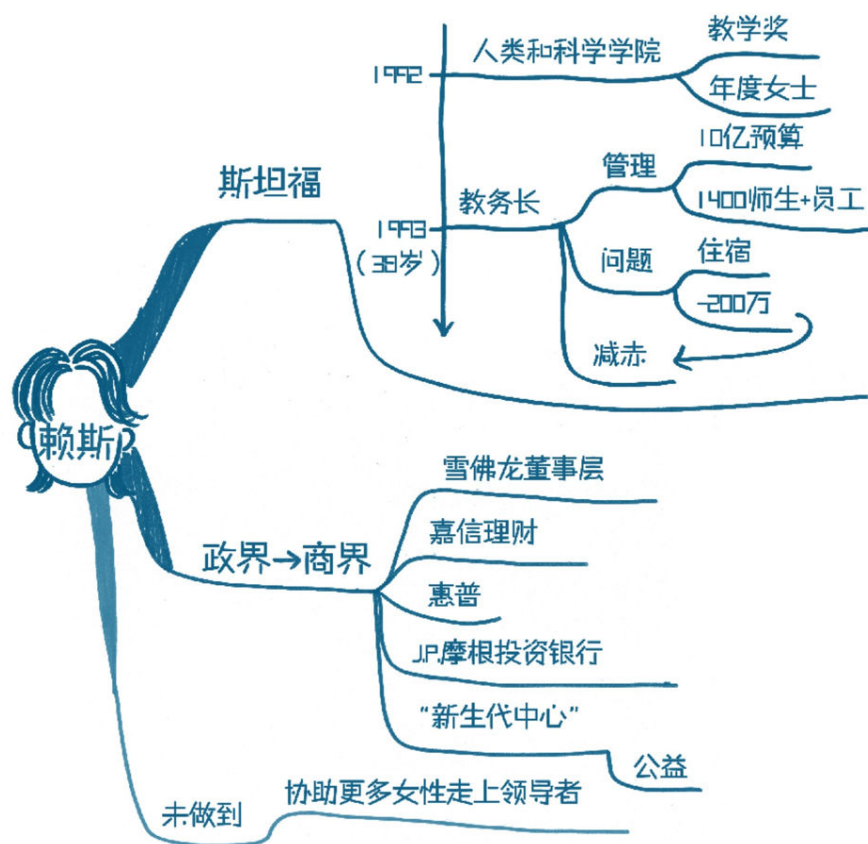 赖斯
斯坦福
1992
人类和科学学院
教学奖
年度女士
1993
(38岁)
教务长
管理
10亿预算
1400师生+员工
问题
住宿
-200万
减赤
政界→商界
雪佛龙董事层
嘉信理财
惠普
J.P.摩根投资银行
“新生代中心”
公益
未做到
协助更多女性走上领导者